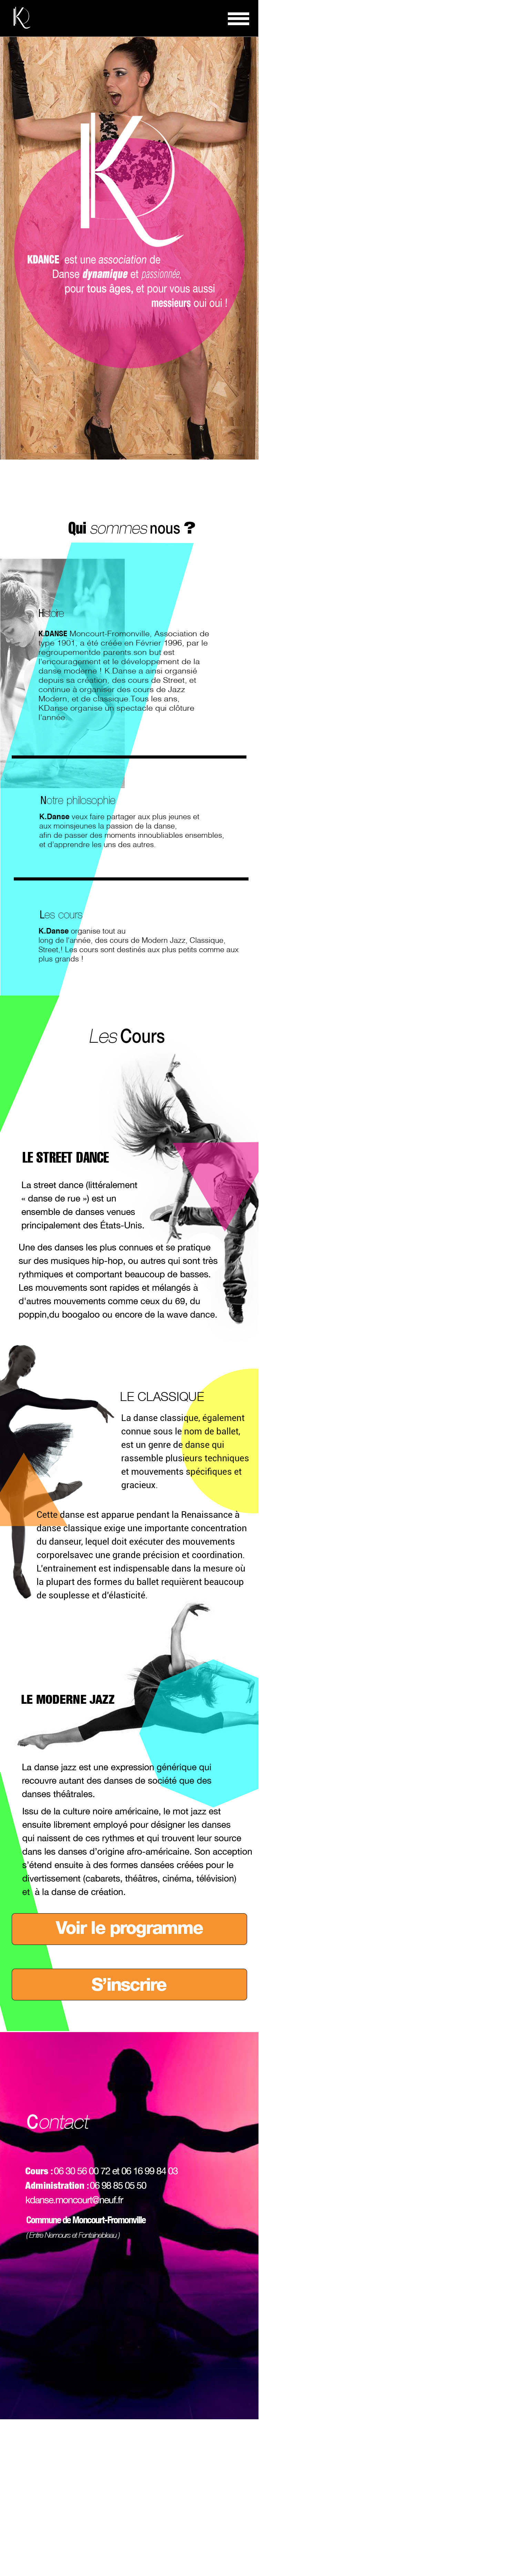 K
KDANCE est une association de
Danse dynamique et passionnée,
pour tous âges, et pour vous aussi
messieurs oui oui !
Qui sommes nous ?
Histoire
K.DANSE Moncourt-Fromonville, Association de
type 1901, a été créée en Février 1996, par le
regroupementde parents.son but est
l'encouragement et le développement de la
danse moderne ! K.Danse a ainsi organsié
depuis sa création, des cours de Street, et
continue à organiser des cours de Jazz
Modern, et de classique.Tous les ans,
KDanse organise un spectacle qui clôture
l'année.
Notre philosophie
K.Danse veux faire partager aux plus jeunes et
aux moinsjeunes la passion de la danse,
afin de passer des moments innoubliables ensembles,
et d'apprendre les uns des autres.
Les cours
K.Danse organise tout au
long de l'année, des cours de Modern Jazz, Classique,
Street,! Les cours sont destinés aux plus petits comme aux
plus grands !
Les Cours
LE STREET DANCE
La street dance (littéralement
« danse de rue ») est un
ensemble de danses venues
principalement des États-Unis.
Une des danses les plus connues et se pratique
sur des musiques hip-hop, ou autres qui sont très
rythmiques et comportant beaucoup de basses.
Les mouvements sont rapides et mélangés à
d'autres mouvements comme ceux du 69, du
poppin,du boogaloo ou encore de la wave dance.
LE CLASSIQUE
La danse classique, également
connue sous le nom de ballet,
est un genre de danse qui
rassemble plusieurs techniques
et mouvements spécifiques et
gracieux.
Cette danse est apparue pendant la Renaissance à
danse classique exige une importante concentration
du danseur, lequel doit exécuter des mouvements
corporelsavec une grande précision et coordination.
L'entrainement est indispensable dans la mesure où
la plupart des formes du ballet requièrent beaucoup
de souplesse et d'élasticité.
LE MODERNE JAZZ
La danse jazz est une expression générique qui
recouvre autant des danses de société que des
danses théâtrales.
Issu de la culture noire américaine, le mot jazz est
ensuite librement employé pour désigner les danses
qui naissent de ces rythmes et qui trouvent leur source
dans les danses d'origine afro-américaine. Son acception
s'étend ensuite à des formes dansées créées pour le
divertissement (cabarets, théâtres, cinéma, télévision)
et à la danse de création.
Voir le programme
S'inscrire
Contact
Cours : 06 30 56 00 72 et 06 16 99 84 03
Administration : 06 98 85 05 50
kdanse.moncourt@neuf.fr
Commune de Moncourt-Fromonville
( Entre Nemours et Fontainebleau )